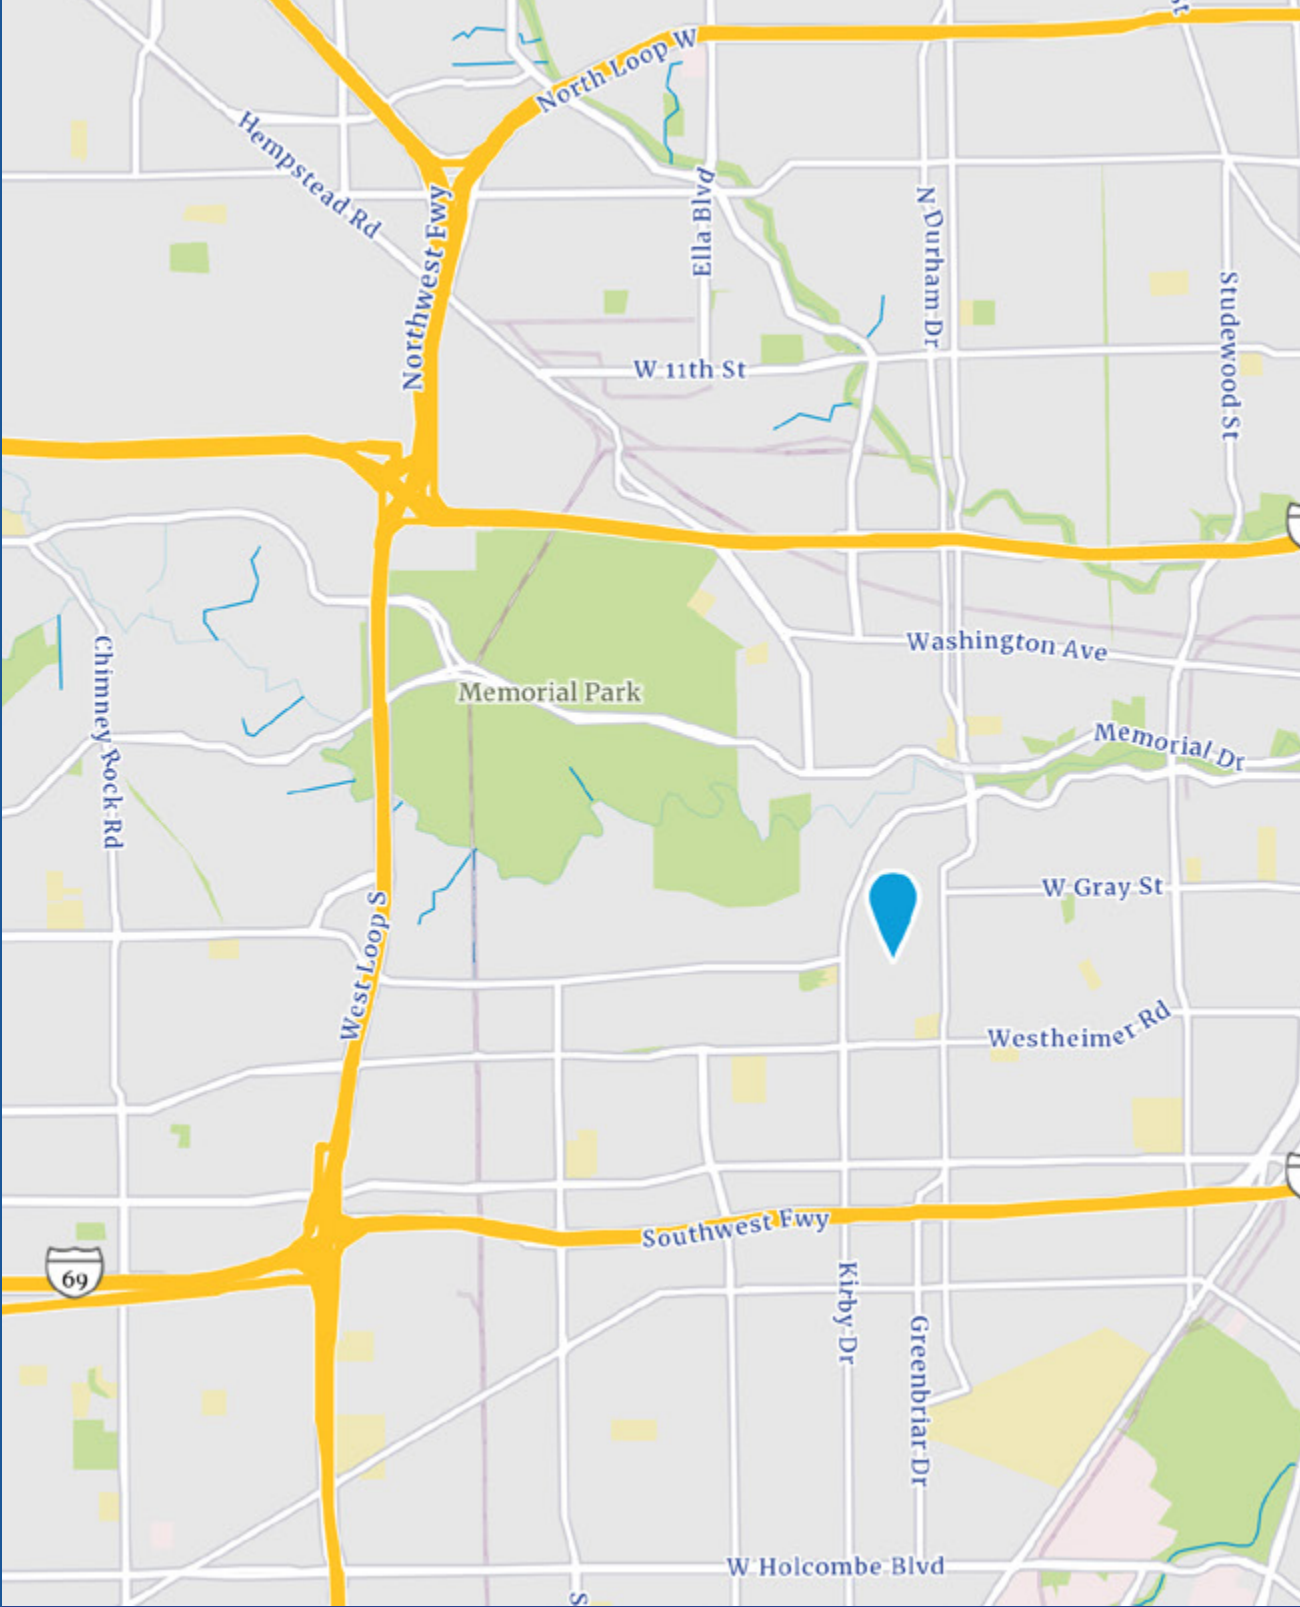 North Loop W
Hempstead Rd
Northwest Fwy
Ella Blvd
N Durham Dr
Studewood St
W 11th St
Washington Ave
Chimney Rock Rd
Memorial Park
Memorial Dr
W Gray St
West Loop S
Westheimer Rd
Southwest Fwy
69
Kirby Dr
Greenbriar Dr
W Holcombe Blvd
S